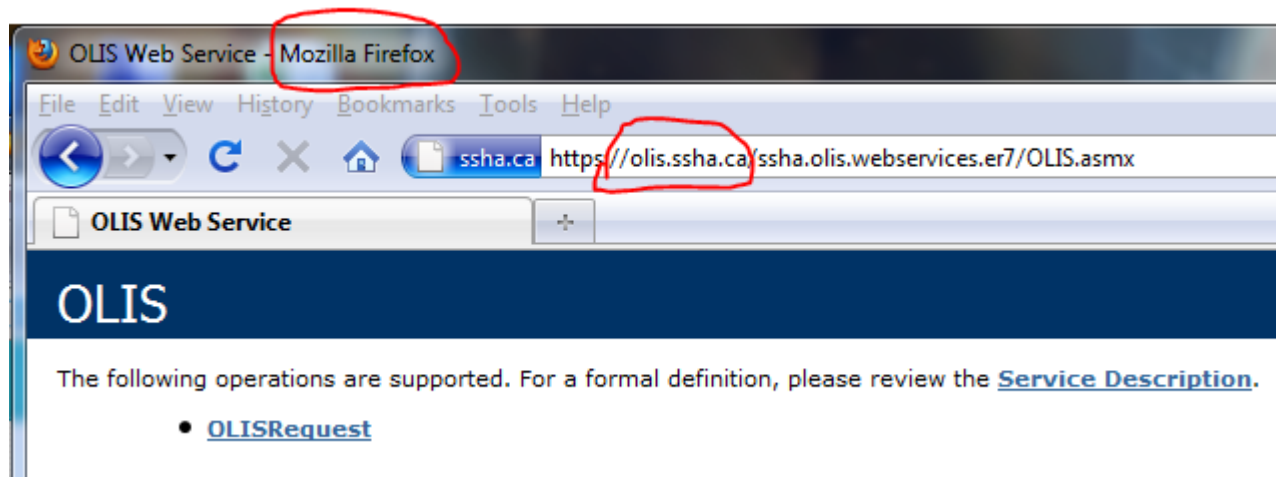 OLIS Web Service - Mozilla Firefox
File Edit View History Bookmarks Tools Help
ssha.ca https://olis.ssha.ca/ssha.olis.webservices.er7/OLIS.asmx
OLIS Web Service
OLIS
The following operations are supported. For a formal definition, please review the Service Description.
• OLISRequest